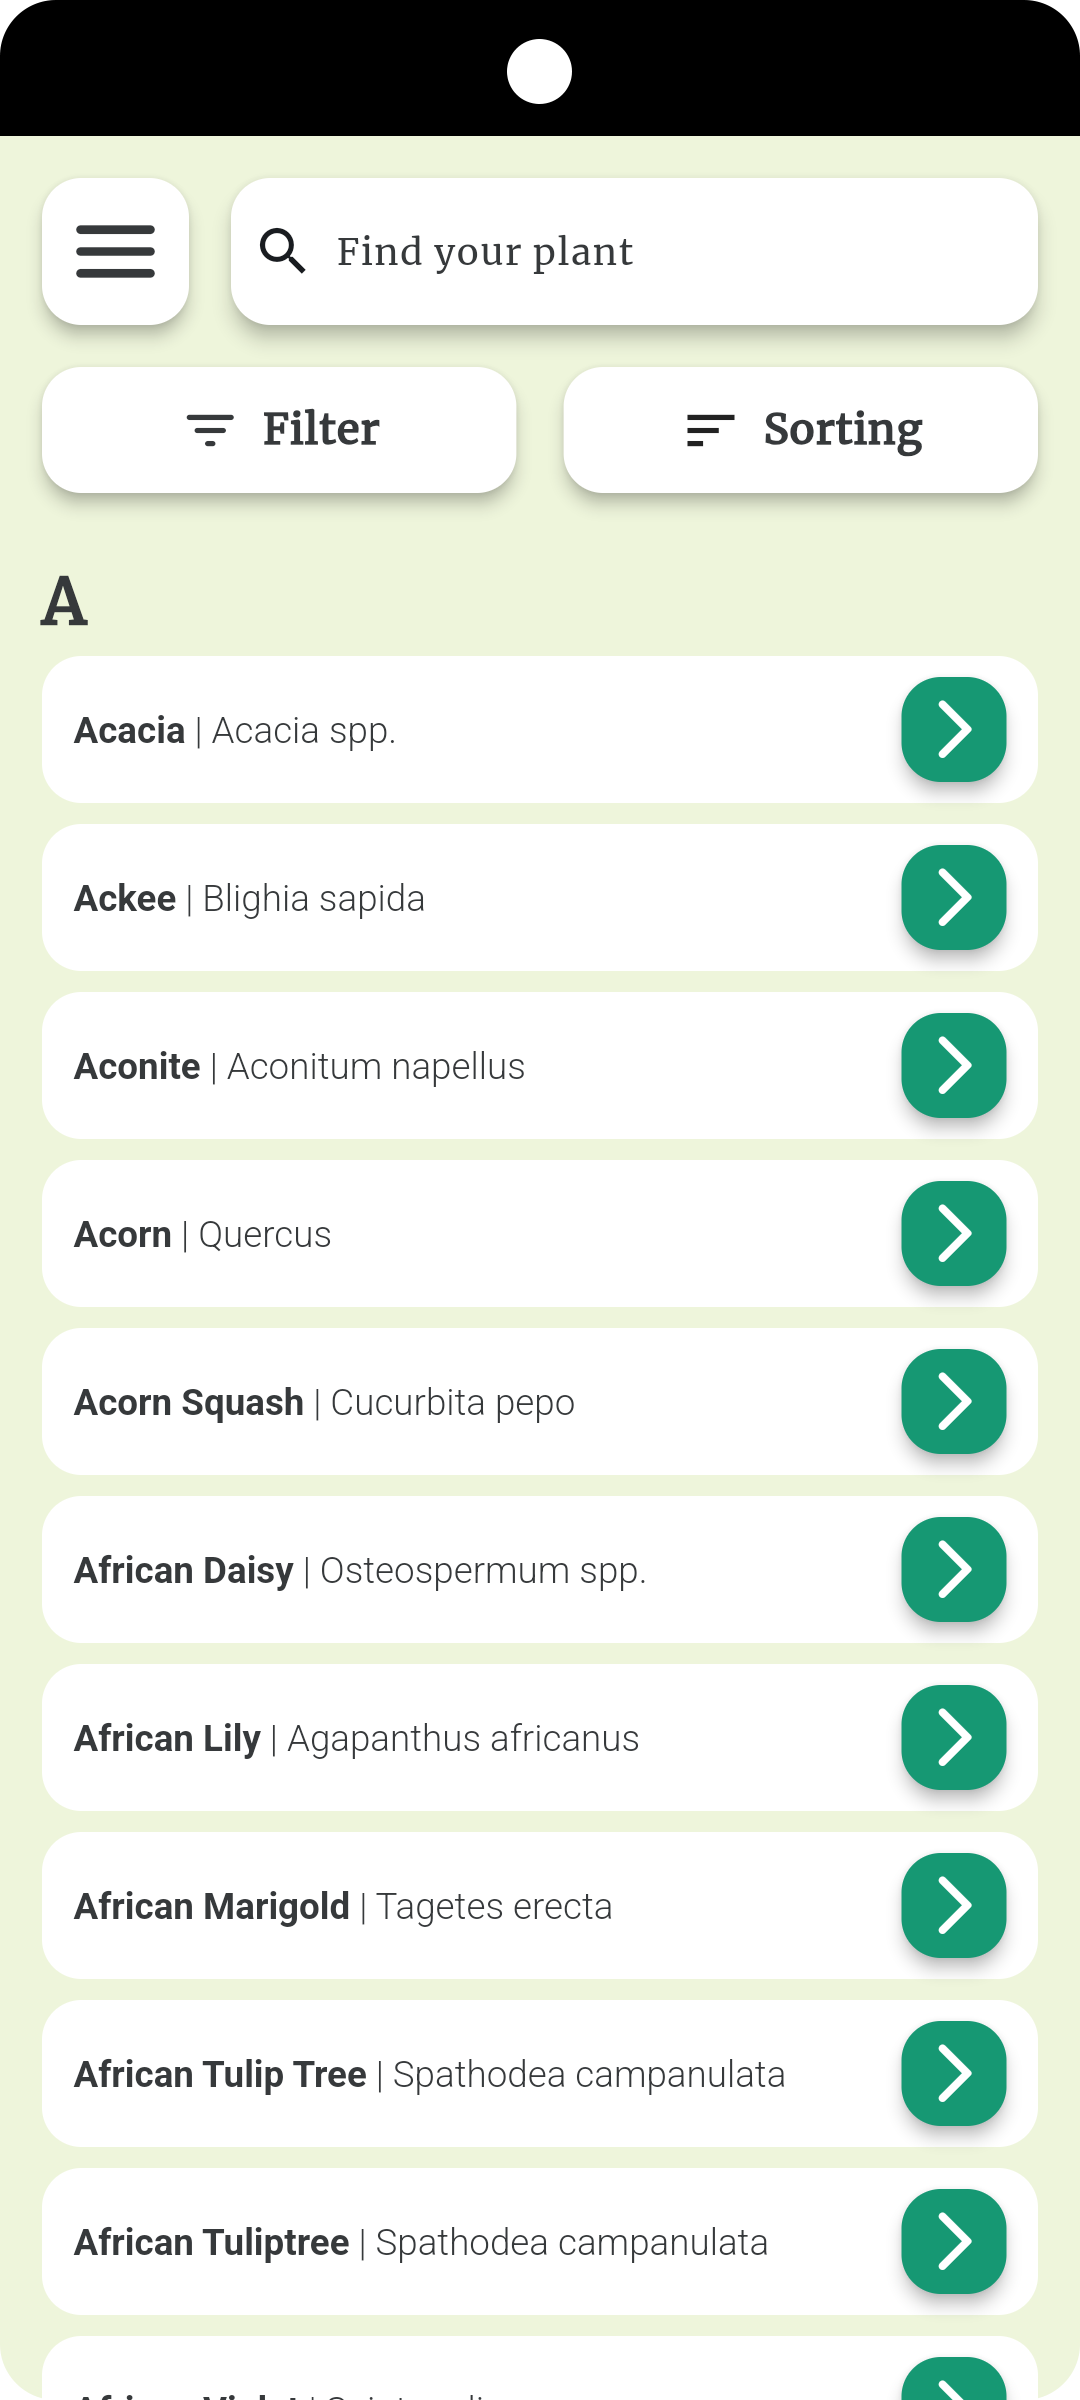 Find your plant
Filter
Sorting
A
Acacia | Acacia spp.
Ackee | Blighia sapida
Aconite | Aconitum napellus
Acorn | Quercus
Acorn Squash | Cucurbita pepo
African Daisy | Osteospermum spp.
African Lily | Agapanthus africanus
African Marigold | Tagetes erecta
African Tulip Tree | Spathodea campanulata
African Tuliptree | Spathodea campanulata